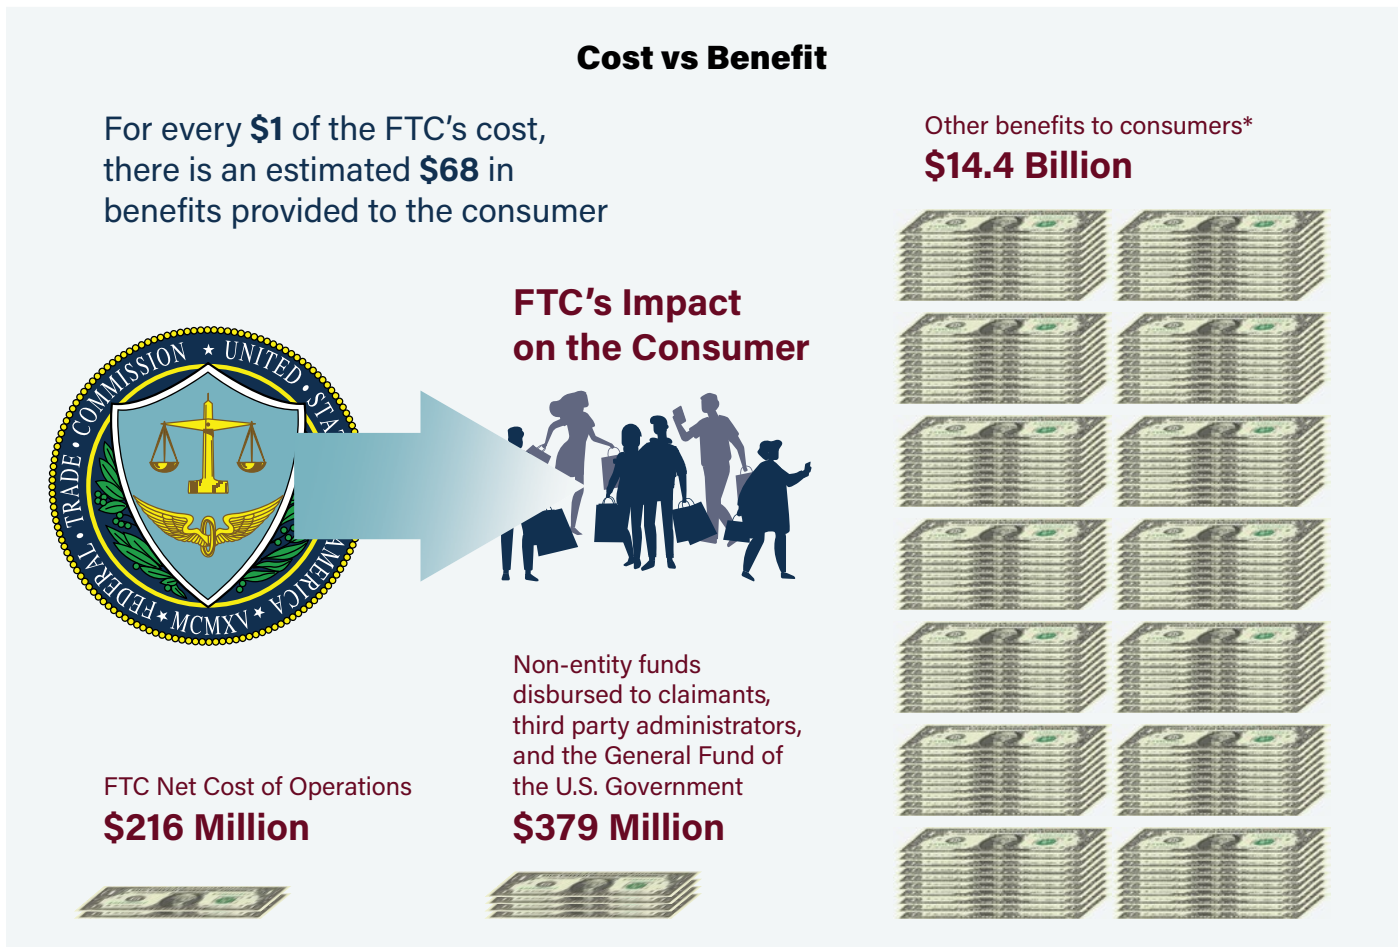 Cost vs Benefit
For every $1 of the FTC's cost,
there is an estimated $68 in
benefits provided to the consumer
Other benefits to consumers*
$14.4 Billion
FTC's Impact
on the Consumer
FEDERAL • TRADE • COMMISSION ★ UNITED • STA
AMERICA ★ MCMXV ★
Non-entity funds
disbursed to claimants,
third party administrators,
and the General Fund of
the U.S. Government
$379 Million
FTC Net Cost of Operations
$216 Million